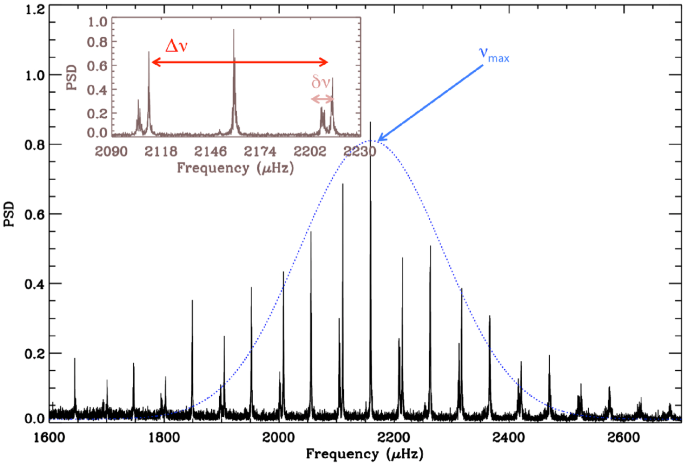 1.2
1.0
0.8
0.6
0.4
0.2
0.0
PSD
1600 1800 2000 2200 2400 2600
Frequency (μHz)
1.0
0.8
0.6
0.4
0.2
0.0
PSD
2090 2118 2146 2174 2202 2230
Frequency (μHz)
Δν
δν
νmax